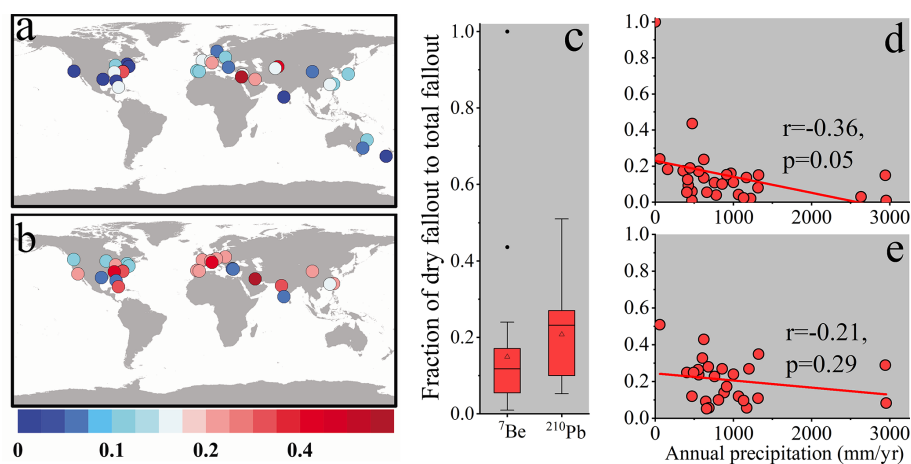 a
b
0 0.1 0.2 0.4
c
Fraction of dry fallout to total fallout
1.0
0.8
0.6
0.4
0.2
0.0
⁷Be ²¹⁰Pb
d
1.0
0.8
0.6
0.4
0.2
0.0
r=-0.36,
p=0.05
0 1000 2000 3000
e
1.0
0.8
0.6
0.4
0.2
0.0
r=-0.21,
p=0.29
0 1000 2000 3000
Annual precipitation (mm/yr)